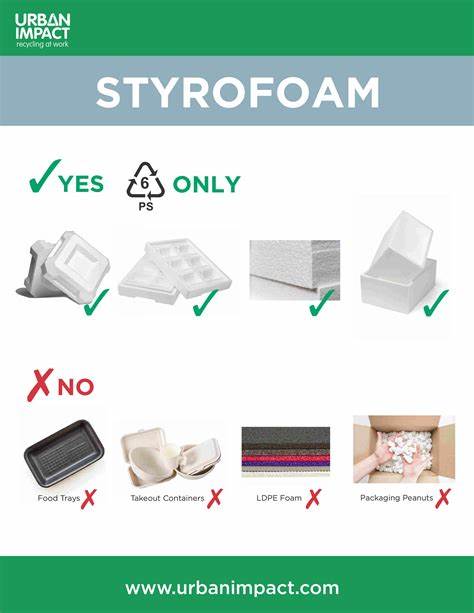 URBAN
IMPACT
recycling at work
STYROFOAM
YES
6
PS
ONLY
NO
Food Trays
Takeout Containers
LDPE Foam
Packaging Peanuts
www.urbanimpact.com